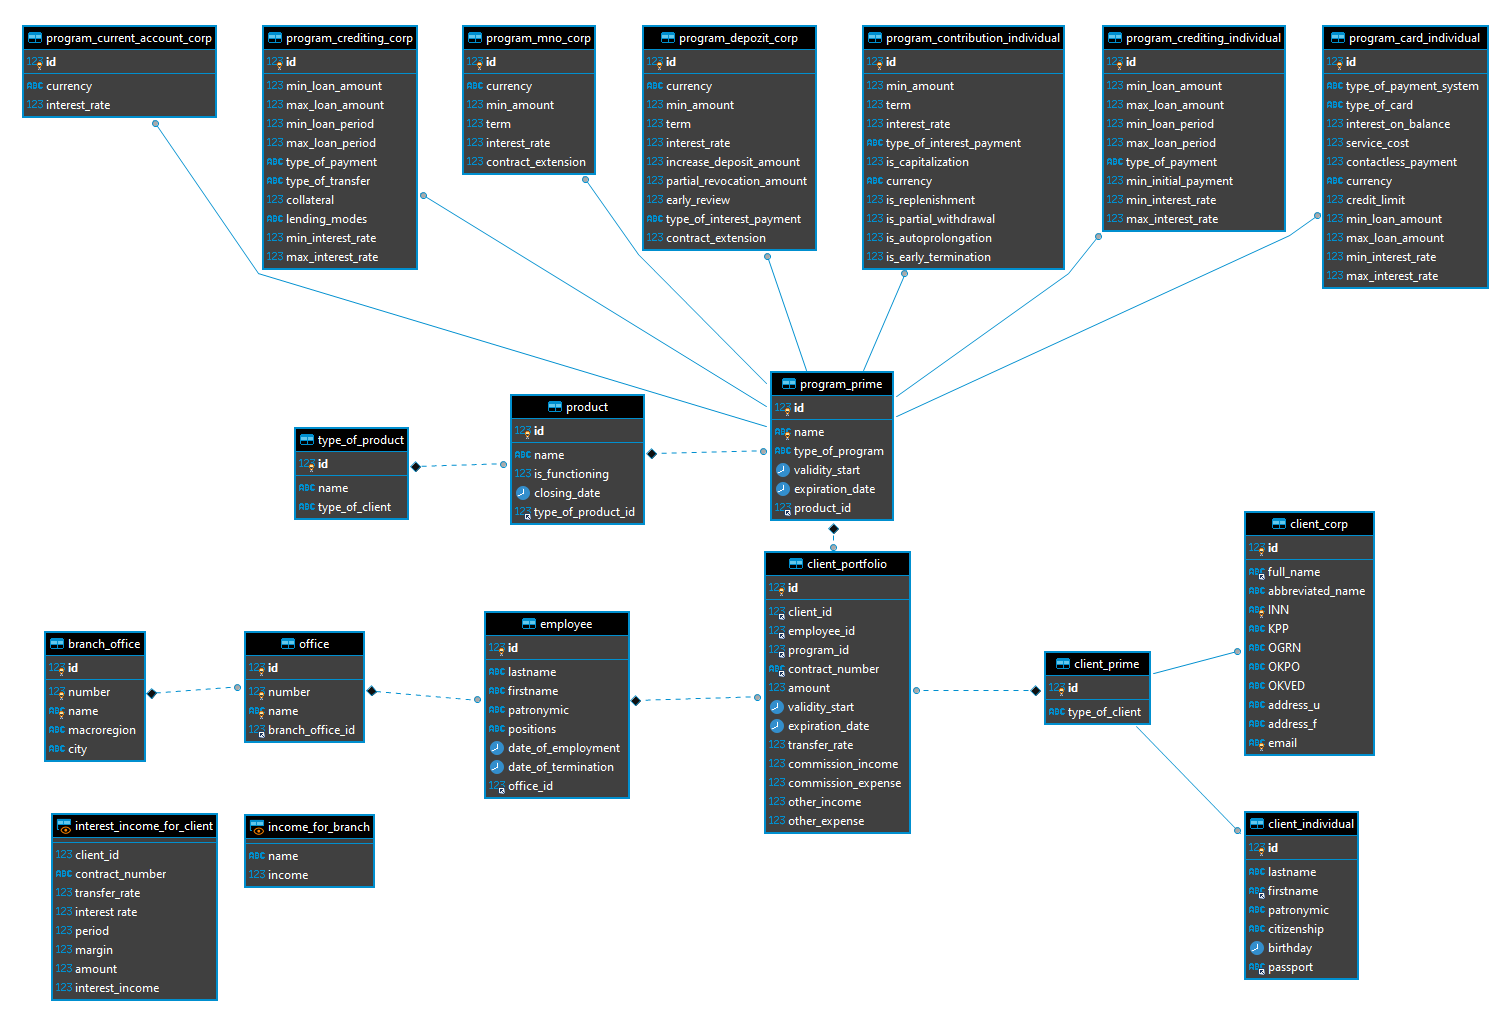 program_current_account_corp
123 id
ABC currency
123 interest_rate
program_crediting_corp
123 id
123 min_loan_amount
123 max_loan_amount
123 min_loan_period
123 max_loan_period
ABC type_of_payment
ABC type_of_transfer
123 collateral
ABC lending_modes
123 min_interest_rate
123 max_interest_rate
program_mno_corp
123 id
ABC currency
123 min_amount
123 term
123 interest_rate
123 contract_extension
program_depozit_corp
123 id
ABC currency
123 min_amount
123 term
123 interest_rate
123 increase_deposit_amount
123 partial_revocation_amount
123 early_review
ABC type_of_interest_payment
123 contract_extension
program_contribution_individual
123 id
123 min_amount
123 term
123 interest_rate
ABC type_of_interest_payment
123 is_capitalization
ABC currency
123 is_replenishment
123 is_partial_withdrawal
123 is_autoprolongation
123 is_early_termination
program_crediting_individual
123 id
123 min_loan_amount
123 max_loan_amount
123 min_loan_period
123 max_loan_period
ABC type_of_payment
123 min_initial_payment
123 min_interest_rate
123 max_interest_rate
program_card_individual
123 id
ABC type_of_payment_system
ABC type_of_card
123 interest_on_balance
123 service_cost
123 contactless_payment
ABC currency
123 credit_limit
123 min_loan_amount
123 max_loan_amount
123 min_interest_rate
123 max_interest_rate
type_of_product
123 id
ABC name
ABC type_of_client
product
123 id
ABC name
123 is_functioning
closing_date
123 type_of_product_id
program_prime
123 id
ABC name
ABC type_of_program
validity_start
expiration_date
123 product_id
branch_office
123 id
123 number
ABC name
ABC macroregion
ABC city
office
123 id
123 number
ABC name
123 branch_office_id
employee
123 id
ABC lastname
ABC firstname
ABC patronymic
ABC positions
date_of_employment
date_of_termination
123 office_id
client_portfolio
123 id
123 client_id
123 employee_id
123 program_id
ABC contract_number
123 amount
validity_start
expiration_date
123 transfer_rate
123 commission_income
123 commission_expense
123 other_income
123 other_expense
client_prime
123 id
ABC type_of_client
client_corp
123 id
ABC full_name
ABC abbreviated_name
ABC INN
ABC KPP
ABC OGRN
ABC OKPO
ABC OKVED
ABC address_u
ABC address_f
ABC email
client_individual
123 id
ABC lastname
ABC firstname
ABC patronymic
ABC citizenship
birthday
ABC passport
interest_income_for_client
123 client_id
ABC contract_number
123 transfer_rate
123 interest rate
123 period
123 margin
123 amount
123 interest_income
income_for_branch
ABC name
123 income